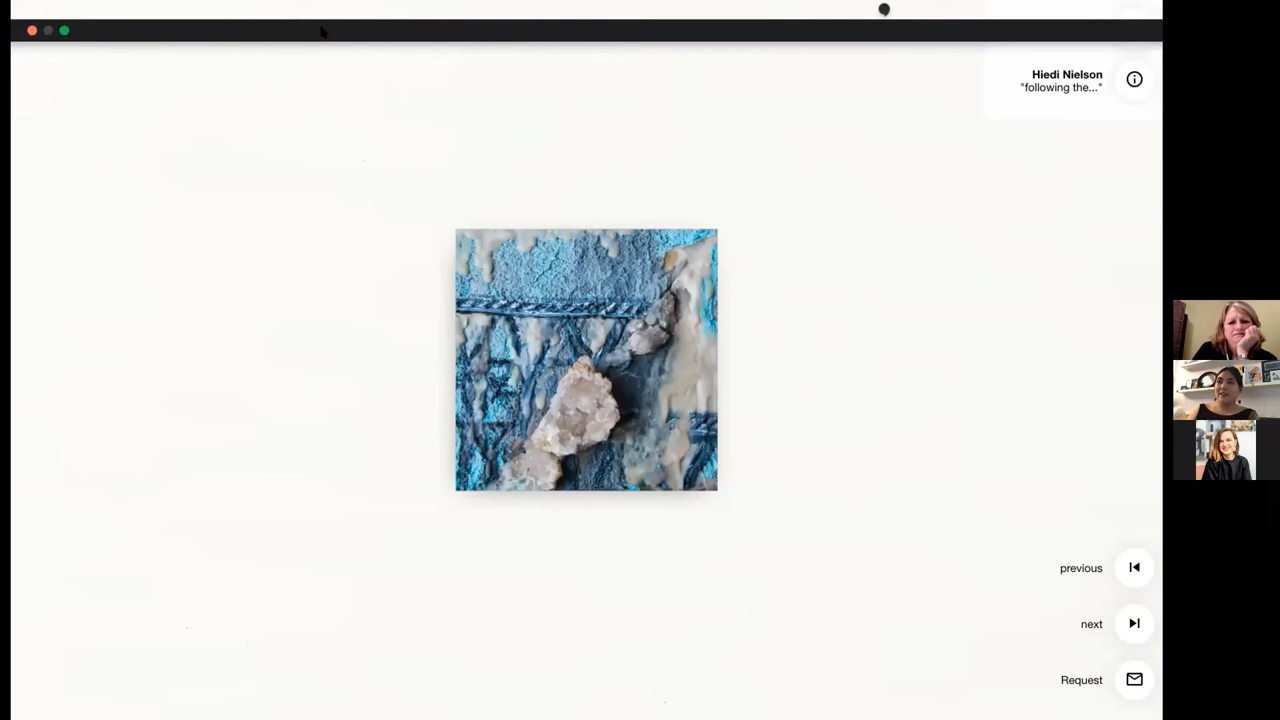 Hiedi Nielson
"following the..."
previous
next
Request